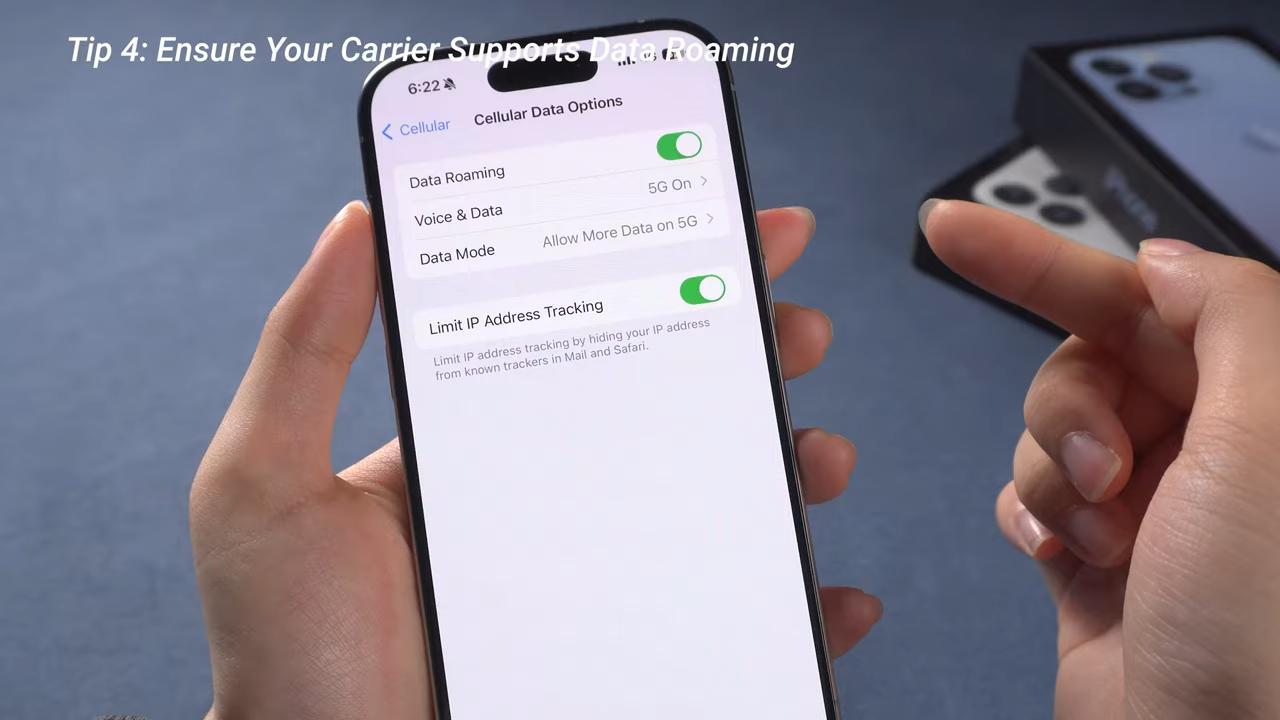 Tip 4: Ensure Your Carrier Supports Data Roaming
6:22
Cellular
Cellular Data Options
Data Roaming
Voice & Data
5G On
Data Mode
Allow More Data on 5G
Limit IP Address Tracking
Limit IP address tracking by hiding your IP address
from known trackers in Mail and Safari.